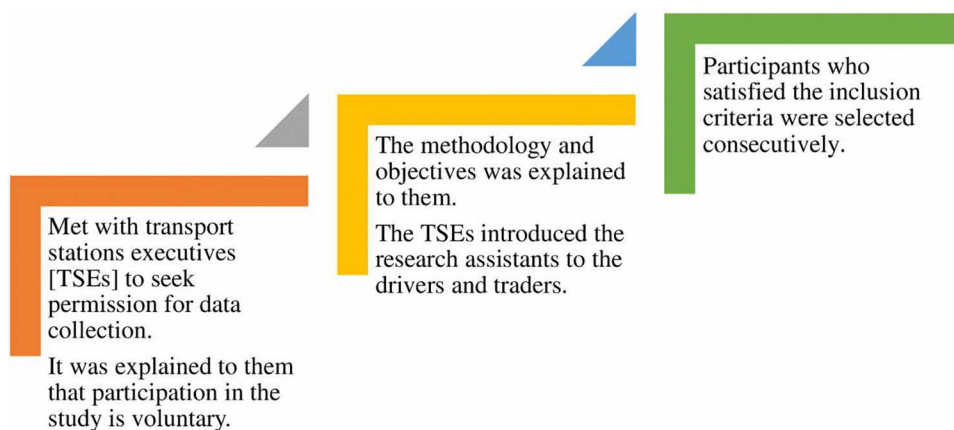 Met with transport
stations executives
[TSEs] to seek
permission for data
collection.
It was explained to them
that participation in the
study is voluntary.
The methodology and
objectives was explained
to them.
The TSEs introduced the
research assistants to the
drivers and traders.
Participants who
satisfied the inclusion
criteria were selected
consecutively.